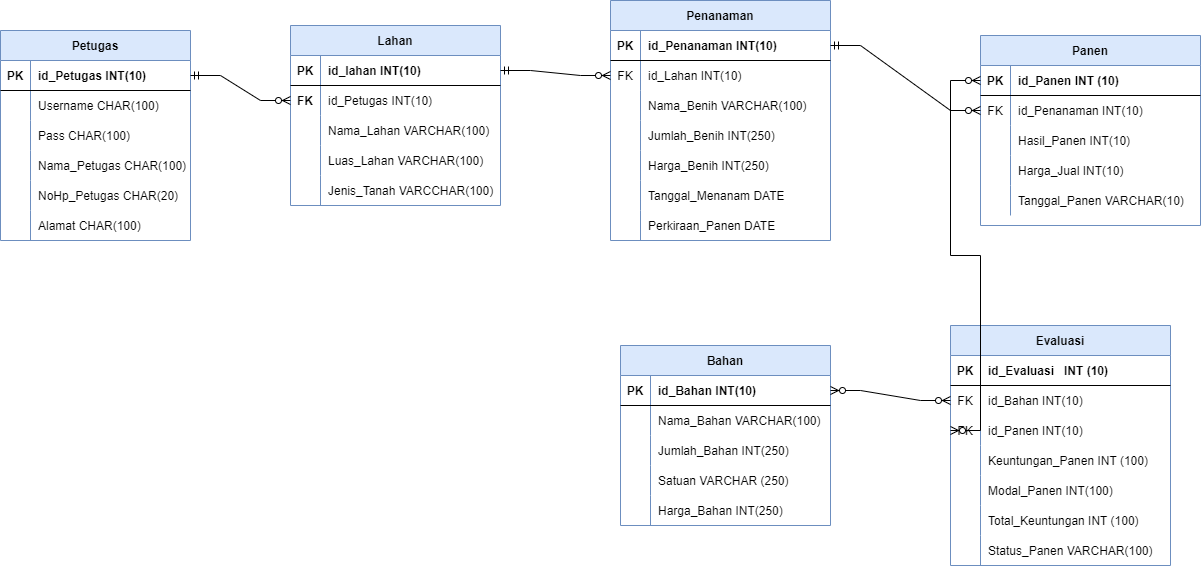 Petugas
PK id_Petugas INT(10)
Username CHAR(100)
Pass CHAR(100)
Nama_Petugas CHAR(100)
NoHp_Petugas CHAR(20)
Alamat CHAR(100)
Lahan
PK id_lahan INT(10)
FK id_Petugas INT(10)
Nama_Lahan VARCHAR(100)
Luas_Lahan VARCHAR(100)
Jenis_Tanah VARCCHAR(100)
Penanaman
PK id_Penanaman INT(10)
FK id_Lahan INT(10)
Nama_Benih VARCHAR(100)
Jumlah_Benih INT(250)
Harga_Benih INT(250)
Tanggal_Menanam DATE
Perkiraan_Panen DATE
Panen
PK id_Panen INT (10)
FK id_Penanaman INT(10)
Hasil_Panen INT(10)
Harga_Jual INT(10)
Tanggal_Panen VARCHAR(10)
Bahan
PK id_Bahan INT(10)
Nama_Bahan VARCHAR(100)
Jumlah_Bahan INT(250)
Satuan VARCHAR (250)
Harga_Bahan INT(250)
Evaluasi
PK id_Evaluasi INT (10)
FK id_Bahan INT(10)
id_Panen INT(10)
Keuntungan_Panen INT (100)
Modal_Panen INT(100)
Total_Keuntungan INT (100)
Status_Panen VARCHAR(100)